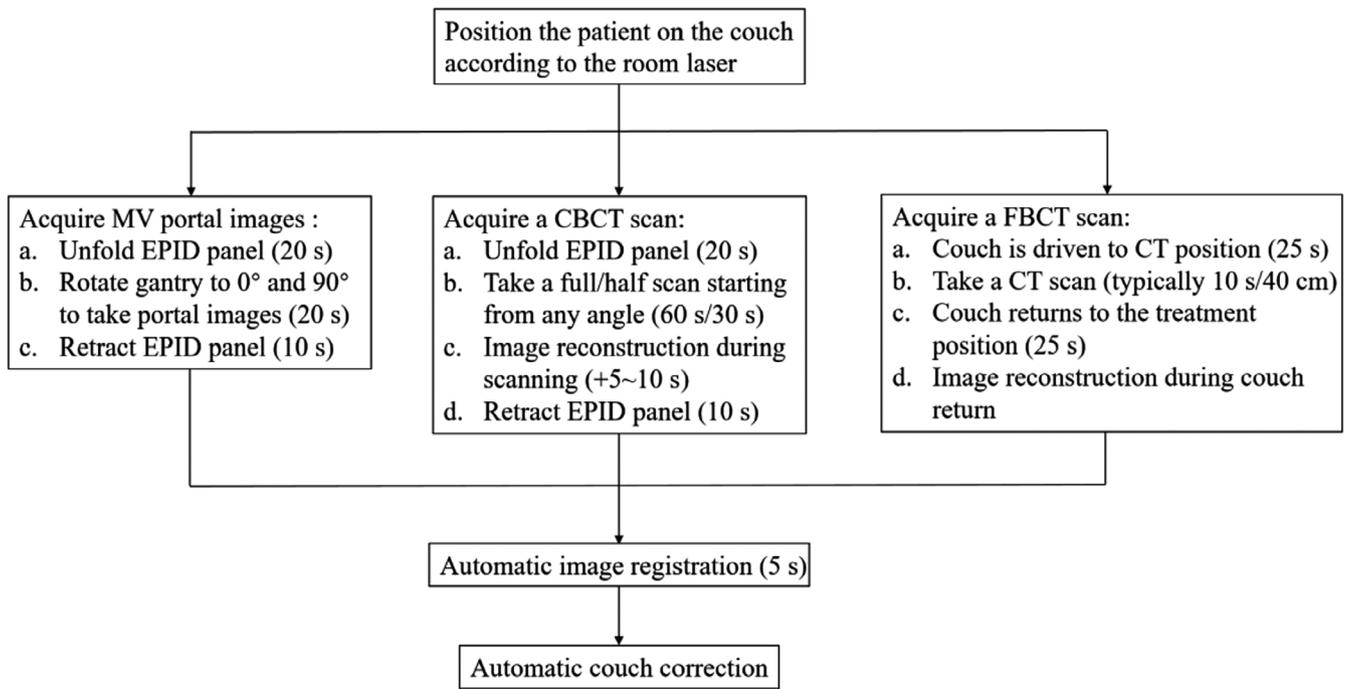 Position the patient on the couch
according to the room laser
Acquire MV portal images :
a. Unfold EPID panel (20 s)
b. Rotate gantry to 0° and 90°
to take portal images (20 s)
c. Retract EPID panel (10 s)
Acquire a CBCT scan:
a. Unfold EPID panel (20 s)
b. Take a full/half scan starting
from any angle (60 s/30 s)
c. Image reconstruction during
scanning (+5~10 s)
d. Retract EPID panel (10 s)
Acquire a FBCT scan:
a. Couch is driven to CT position (25 s)
b. Take a CT scan (typically 10 s/40 cm)
c. Couch returns to the treatment
position (25 s)
d. Image reconstruction during couch
return
Automatic image registration (5 s)
Automatic couch correction